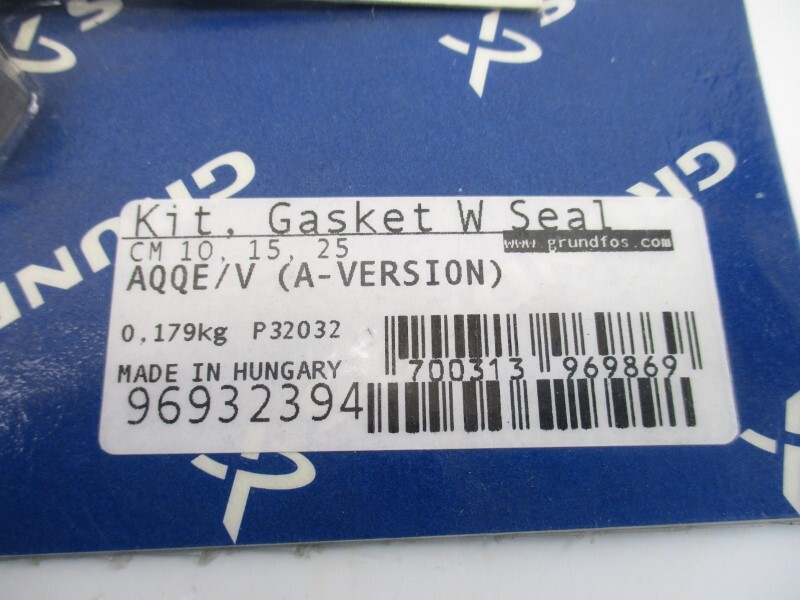 Kit, Gasket W Seal
www.grundfos.com
CM 10, 15, 25
AQQE/V (A-VERSION)
0,179kg P32032
MADE IN HUNGARY
700313 969869
96932394